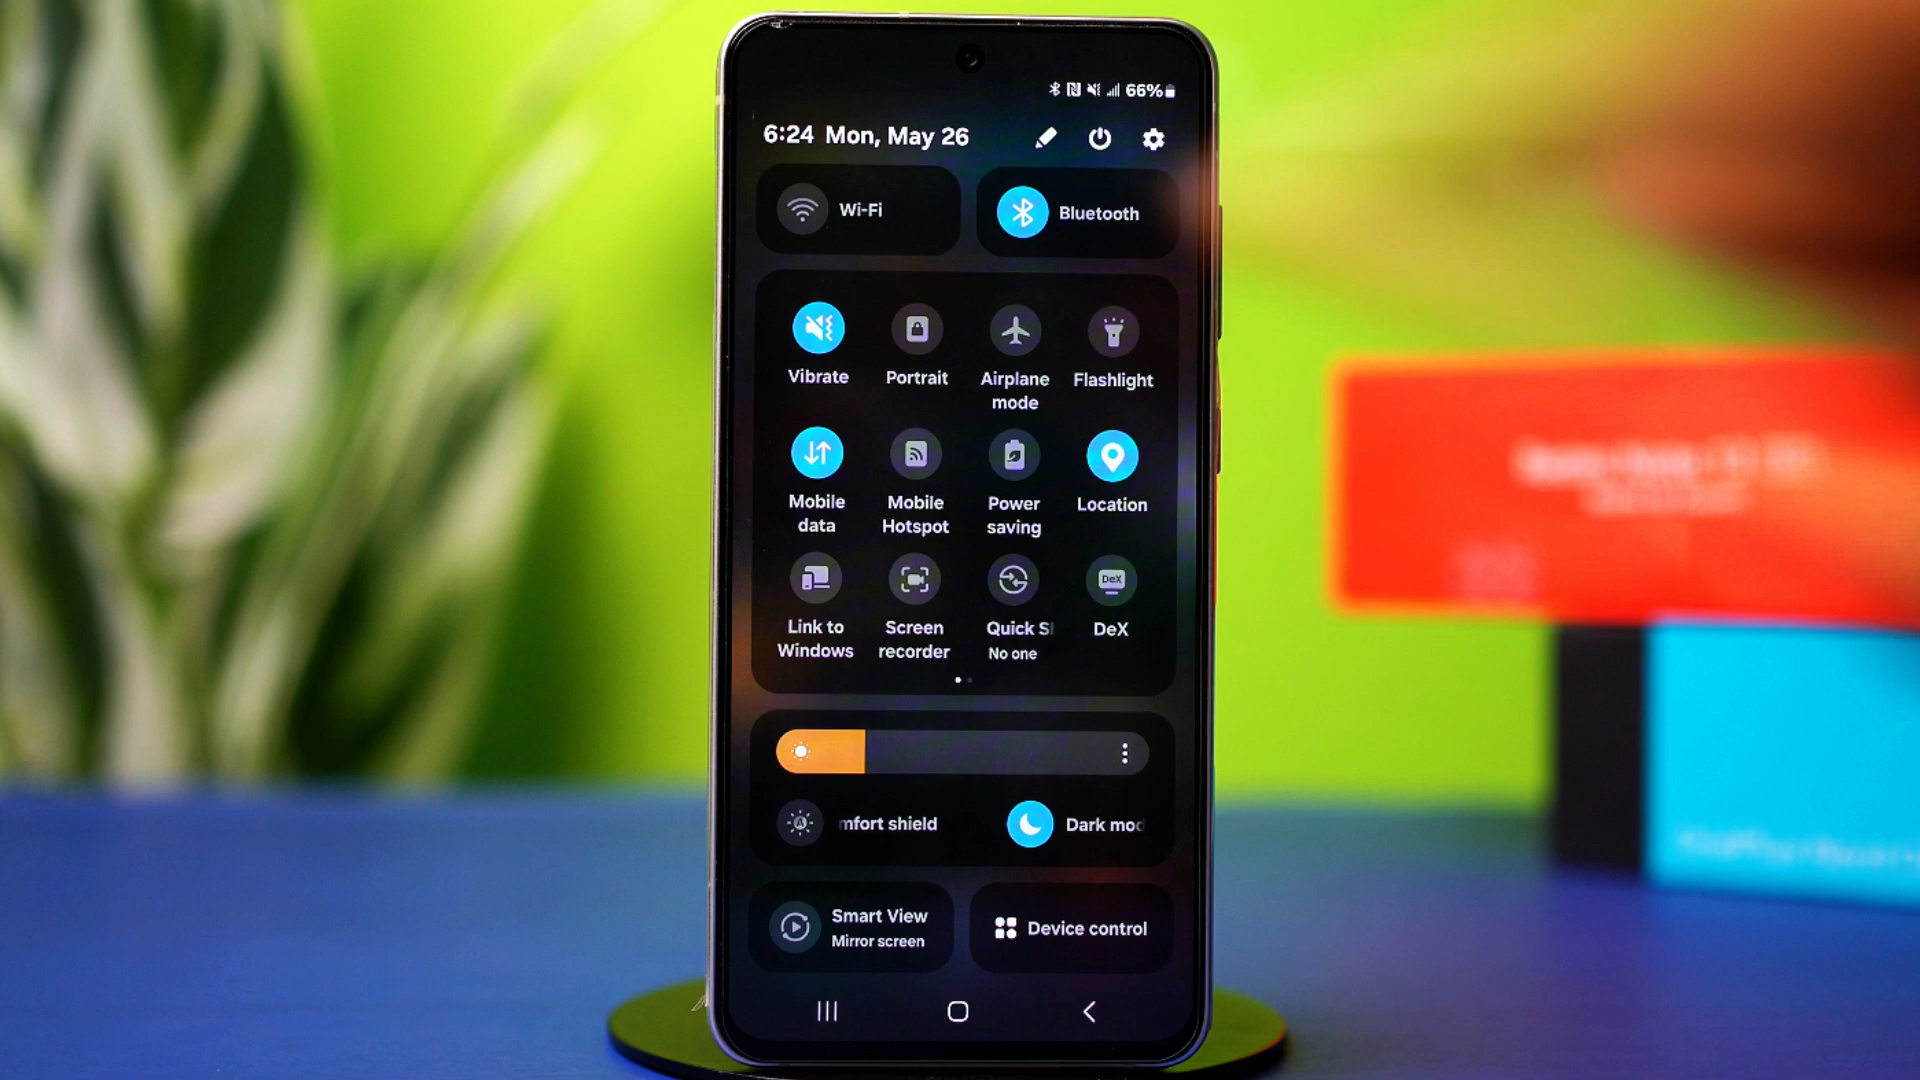 66%
6:24 Mon, May 26
Wi-Fi
Bluetooth
Vibrate
Portrait
Airplane
mode
Flashlight
Mobile
data
Mobile
Hotspot
Power
saving
Location
Link to
Windows
Screen
recorder
Quick S
No one
DeX
DeX
mfort shield
Dark mod
Smart View
Mirror screen
Device control